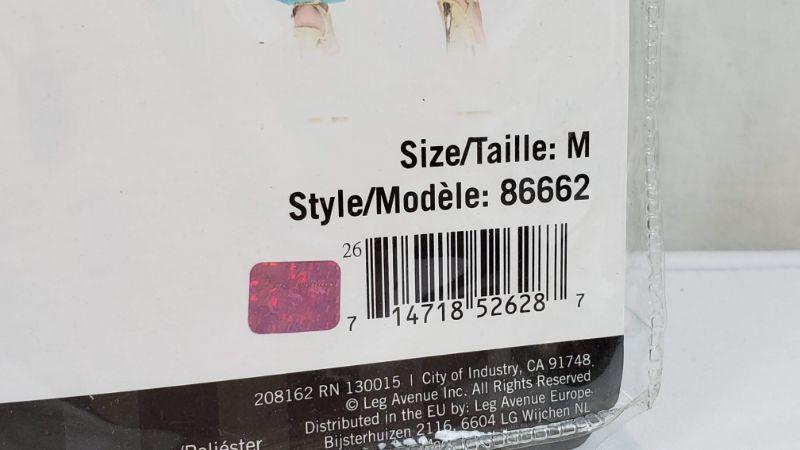 Size/Taille: M
Style/Modèle: 86662
26
7 14718 52628 7
208162 RN 130015 | City of Industry, CA 91748
© Leg Avenue Inc. All Rights Reserved
Distributed in the EU by: Leg Avenue Europe
Bijsterhuizen 2116, 6604 LG Wijchen NL
/Poliéster